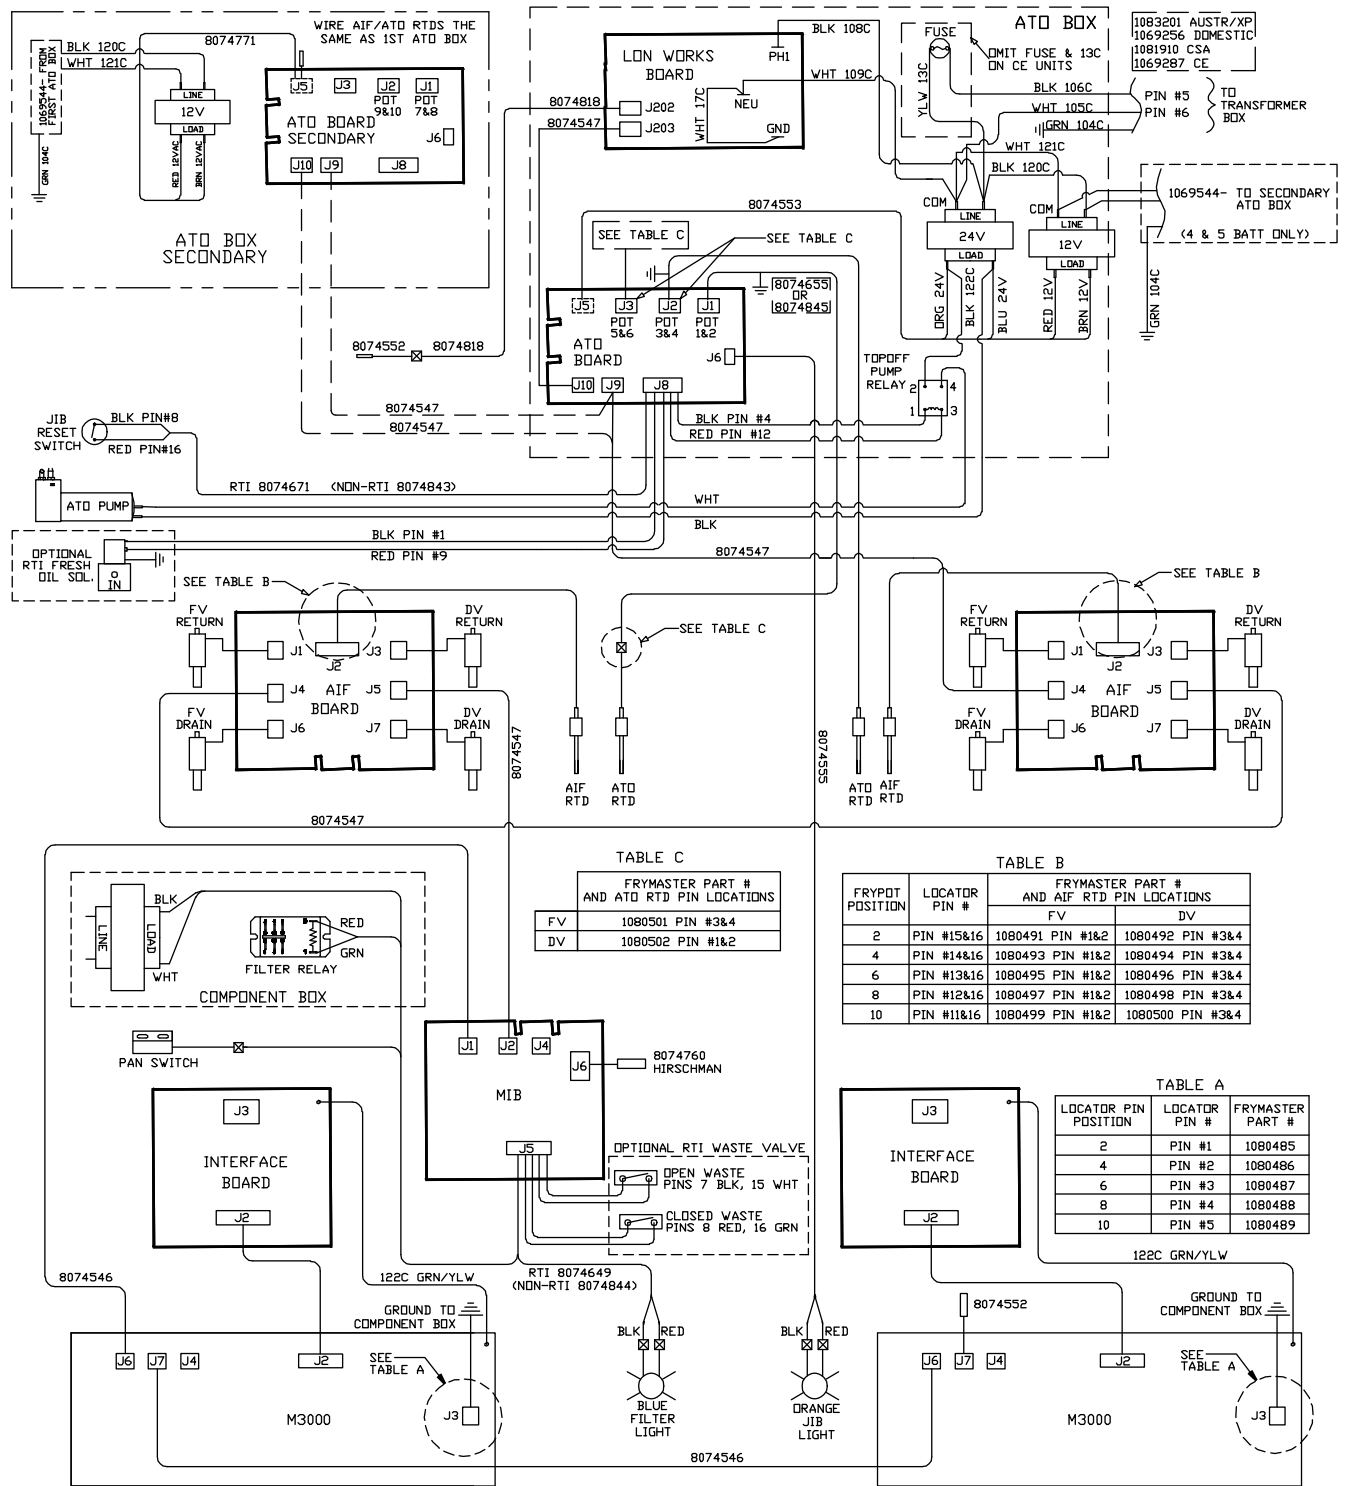 WIRE AIF/ATO RTDS THE
SAME AS 1ST ATO BOX
1069544- FROM
FIRST ATO BOX
BLK 120C
WHT 121C
8074771
LINE
12V
LOAD
RED 12VAC
BRN 12VAC
GRN 104C
J5
J3
J2
J1
POT
9&10
POT
7&8
ATO BOARD
SECONDARY
J6
J10
J9
J8
ATO BOX
SECONDARY
ATO BOX
LON WORKS
BOARD
PH1
BLK 108C
WHT 109C
WHT 17C
NEU
GND
J202
J203
8074818
8074547
FUSE
YLW 13C
OMIT FUSE & 13C
ON CE UNITS
1083201 AUSTR/XP
1069256 DOMESTIC
1081910 CSA
1069287 CE
BLK 106C
WHT 105C
GRN 104C
PIN #5
PIN #6
TO
TRANSFORMER
BOX
WHT 121C
BLK 120C
1069544- TO SECONDARY
ATO BOX
(4 & 5 BATT ONLY)
GRN 104C
COM
LINE
24V
LOAD
COM
LINE
12V
LOAD
ORG 24V
BLK 122C
BLU 24V
RED 12V
BRN 12V
8074553
SEE TABLE C
SEE TABLE C
8074655
OR
8074845
J5
J3
J2
J1
POT
5&6
POT
3&4
POT
1&2
ATO
BOARD
J6
J10
J9
J8
8074552
8074818
TOPOFF
PUMP
RELAY
2
4
1
3
BLK PIN #4
RED PIN #12
8074547
8074547
JIB
RESET
SWITCH
BLK PIN#8
RED PIN#16
RTI 8074671
(NON-RTI 8074843)
ATO PUMP
WHT
BLK
OPTIONAL
RTI FRESH
OIL SOL.
IN
BLK PIN #1
RED PIN #9
8074547
SEE TABLE B
SEE TABLE B
SEE TABLE C
FV
RETURN
DV
RETURN
J1
J2
J3
J4
AIF
BOARD
J5
FV
DRAIN
DV
DRAIN
J6
J7
8074547
AIF
RTD
ATO
RTD
8074555
ATO
RTD
AIF
RTD
FV
RETURN
DV
RETURN
J1
J2
J3
J4
AIF
BOARD
J5
FV
DRAIN
DV
DRAIN
J6
J7
8074547
TABLE C
FRYMASTER PART #
AND ATO RTD PIN LOCATIONS
FV 1080501 PIN #3&4
DV 1080502 PIN #1&2
TABLE B
FRYPOT
POSITION
LOCATOR
PIN #
FRYMASTER PART #
AND AIF RTD PIN LOCATIONS
FV DV
2 PIN #15&16 1080491 PIN #1&2 1080492 PIN #3&4
4 PIN #14&16 1080493 PIN #1&2 1080494 PIN #3&4
6 PIN #13&16 1080495 PIN #1&2 1080496 PIN #3&4
8 PIN #12&16 1080497 PIN #1&2 1080498 PIN #3&4
10 PIN #11&16 1080499 PIN #1&2 1080500 PIN #3&4
LINE
LOAD
BLK
WHT
RED
GRN
FILTER RELAY
COMPONENT BOX
PAN SWITCH
J1
J2
J4
J6
8074760
HIRSCHMAN
MIB
J5
OPTIONAL RTI WASTE VALVE
OPEN WASTE
PINS 7 BLK, 15 WHT
CLOSED WASTE
PINS 8 RED, 16 GRN
TABLE A
LOCATOR PIN
POSITION
LOCATOR
PIN #
FRYMASTER
PART #
2 PIN #1 1080485
4 PIN #2 1080486
6 PIN #3 1080487
8 PIN #4 1080488
10 PIN #5 1080489
J3
INTERFACE
BOARD
J2
J3
INTERFACE
BOARD
J2
8074546
122C GRN/YLW
RTI 8074649
(NON-RTI 8074844)
122C GRN/YLW
GROUND TO
COMPONENT BOX
8074552
GROUND TO
COMPONENT BOX
BLK
RED
BLK
RED
J6
J7
J4
J2
SEE
TABLE A
J3
M3000
BLUE
FILTER
LIGHT
ORANGE
JIB
LIGHT
J6
J7
J4
J2
SEE
TABLE A
J3
M3000
8074546